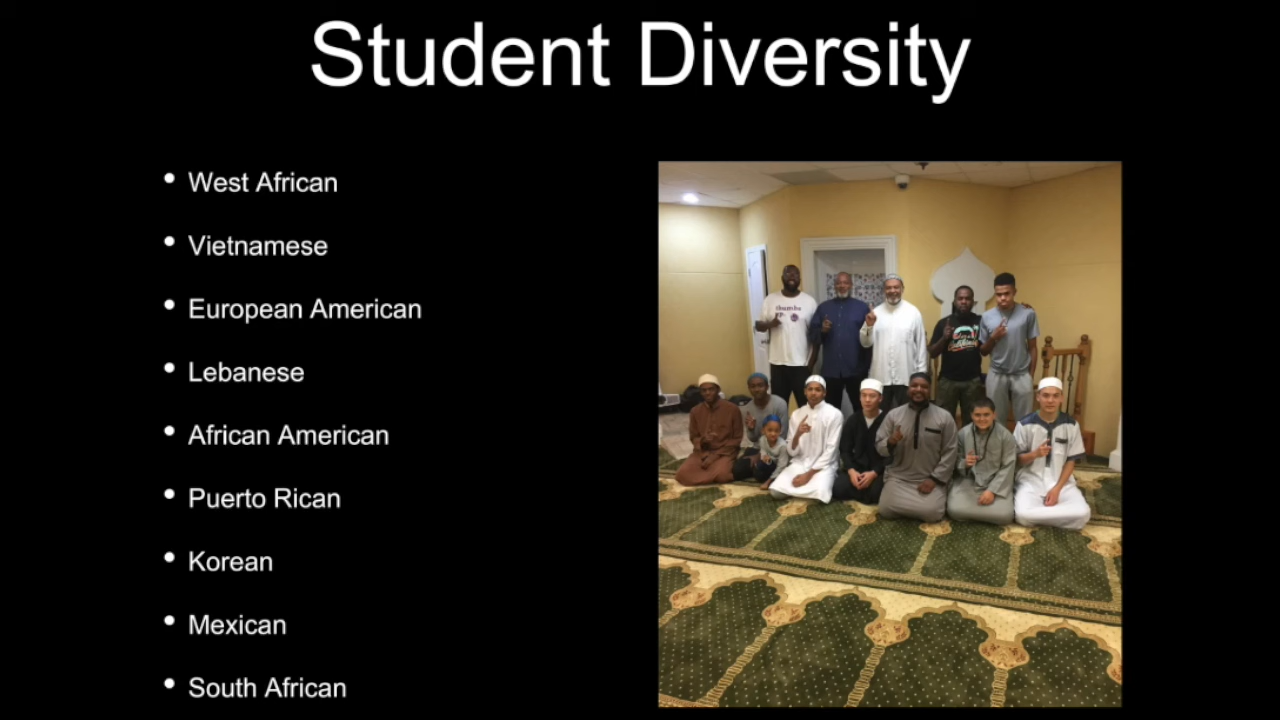 Student Diversity
West African
Vietnamese
European American
Lebanese
African American
Puerto Rican
Korean
Mexican
South African